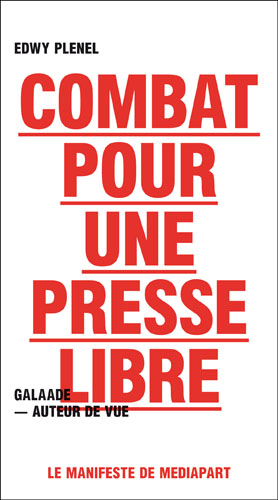 EDWY PLENEL
COMBAT
POUR
UNE
PRESSE
LIBRE
GALAADE
— AUTEUR DE VUE
LE MANIFESTE DE MEDIAPART